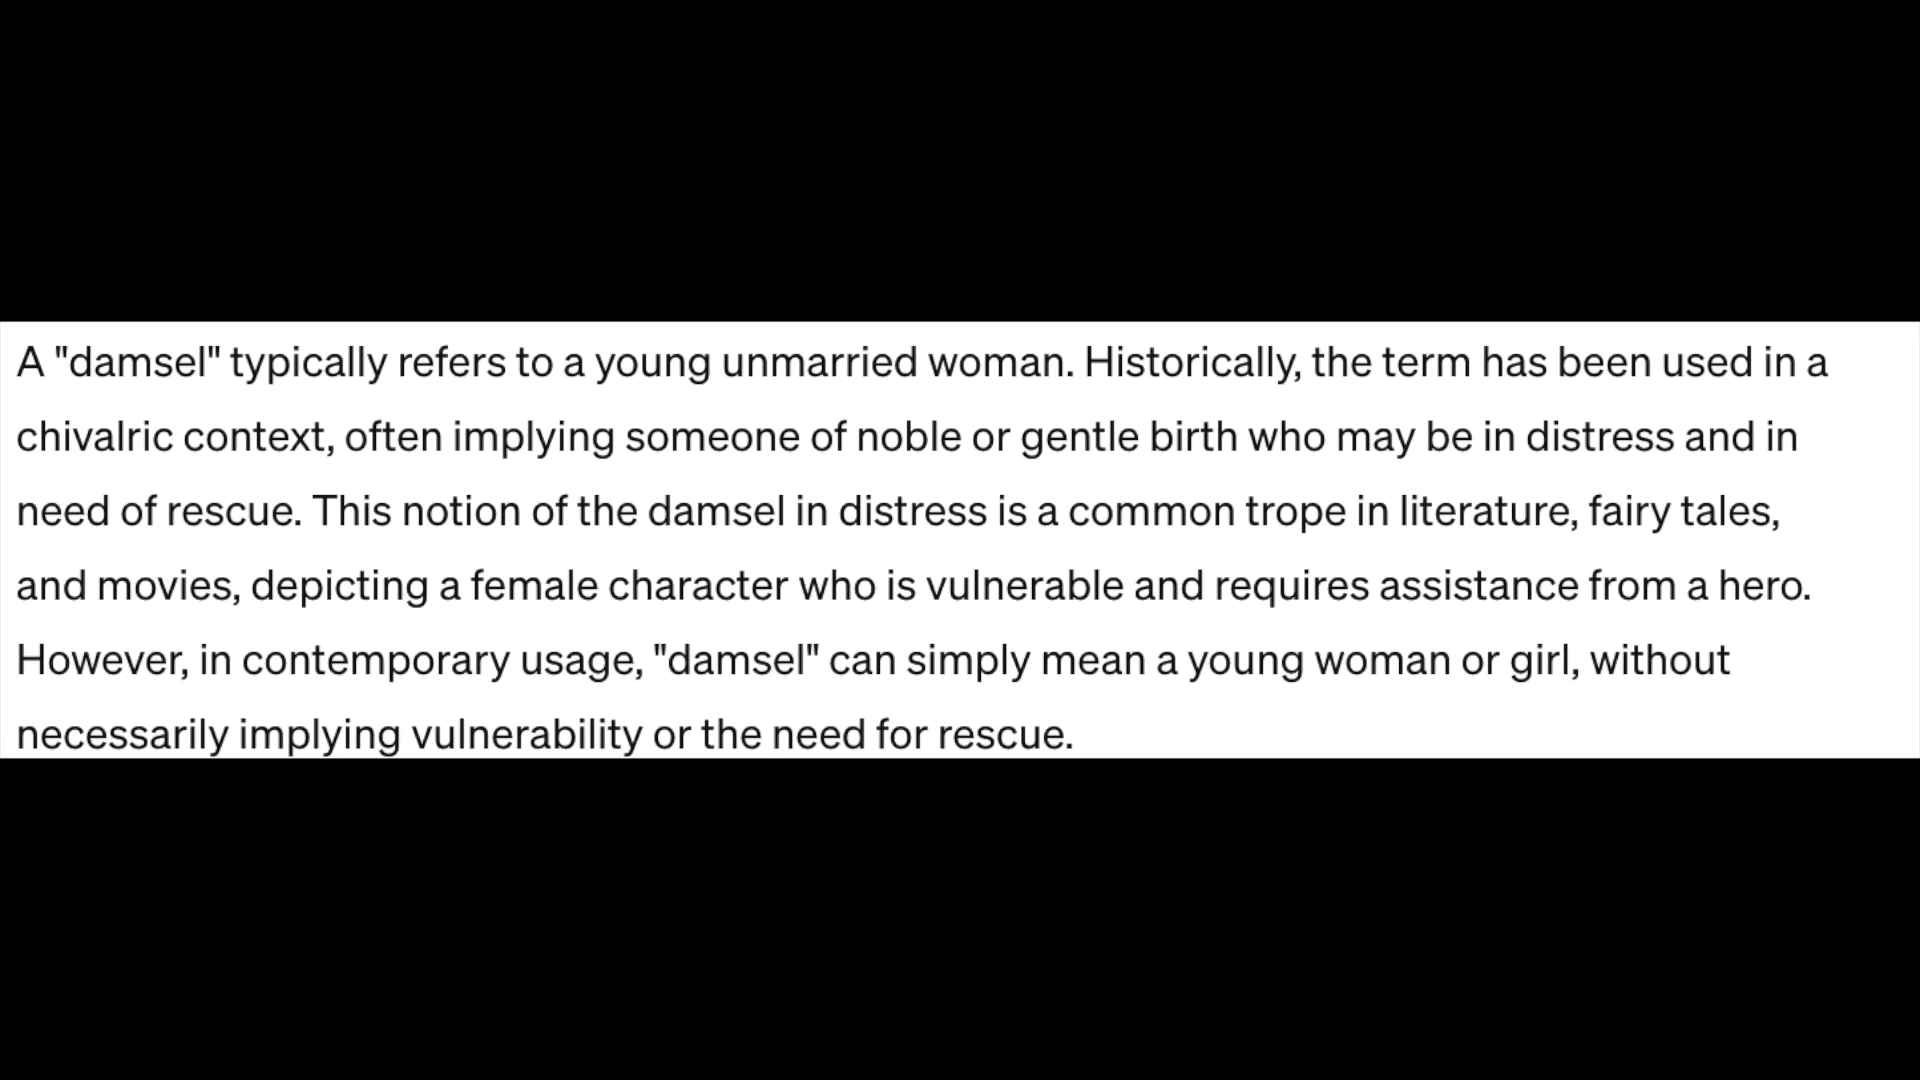 A "damsel" typically refers to a young unmarried woman. Historically, the term has been used in a
chivalric context, often implying someone of noble or gentle birth who may be in distress and in
need of rescue. This notion of the damsel in distress is a common trope in literature, fairy tales,
and movies, depicting a female character who is vulnerable and requires assistance from a hero.
However, in contemporary usage, "damsel" can simply mean a young woman or girl, without
necessarily implying vulnerability or the need for rescue.